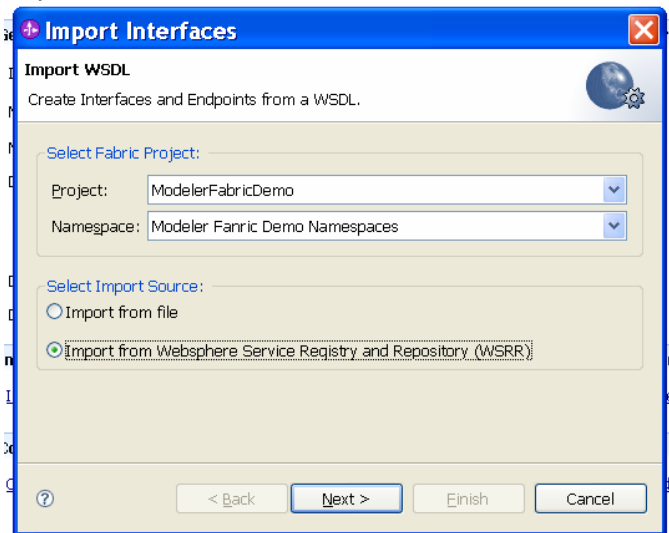 Import Interfaces
Import WSDL
Create Interfaces and Endpoints from a WSDL.
Select Fabric Project:
Project: ModelerFabricDemo
Namespace: Modeler Fanric Demo Namespaces
Select Import Source:
Import from file
Import from Websphere Service Registry and Repository (WSRR)
< Back Next > Finish Cancel